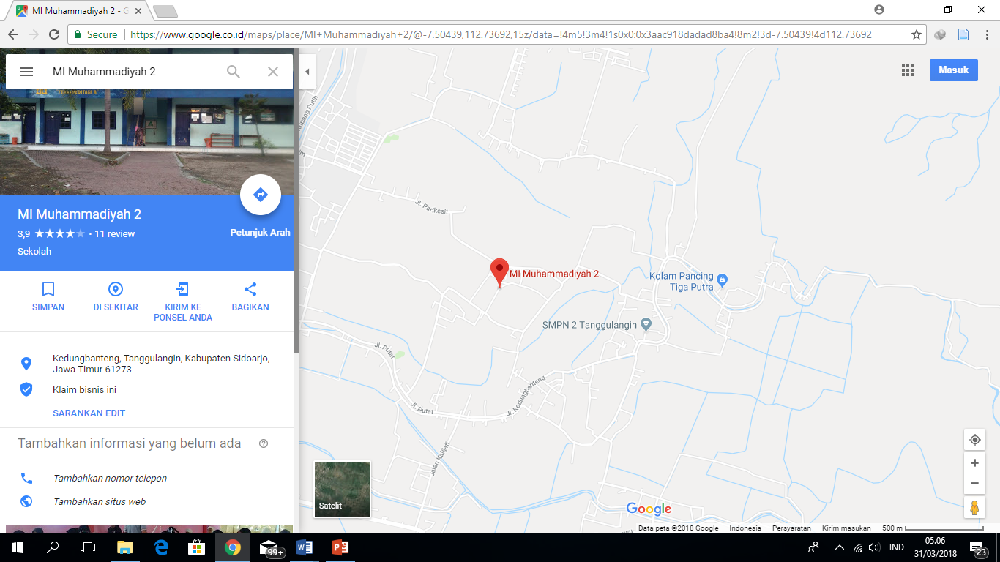 MI Muhammadiyah 2 - G
Secure
https://www.google.co.id/maps/place/MI+Muhammadiyah+2/@-7.50439,112.73692,15z/data=!4m5!3m4!1s0x0:0x3aac918dadad8ba4!8m2!3d-7.50439!4d112.73692
MI Muhammadiyah 2
MI Muhammadiyah 2
3,9 · 11 review
Sekolah
Petunjuk Arah
SIMPAN
DI SEKITAR
KIRIM KE
PONSEL ANDA
BAGIKAN
Kedungbanteng, Tanggulangin, Kabupaten Sidoarjo,
Jawa Timur 61273
Klaim bisnis ini
SARANKAN EDIT
Tambahkan informasi yang belum ada
Tambahkan nomor telepon
Tambahkan situs web
Masuk
Putih
Jl. Parikesit
MI Muhammadiyah 2
Kolam Pancing
Tiga Putra
SMPN 2 Tanggulangin
Jl. Putat
Jl. Putat
Jl. Kedungbanteng
Jalan Kalijati
Satelit
Google
Data peta ©2018 Google
Indonesia
Persyaratan
Kirim masukan
500 m
99+
IND
05.06
31/03/2018
23